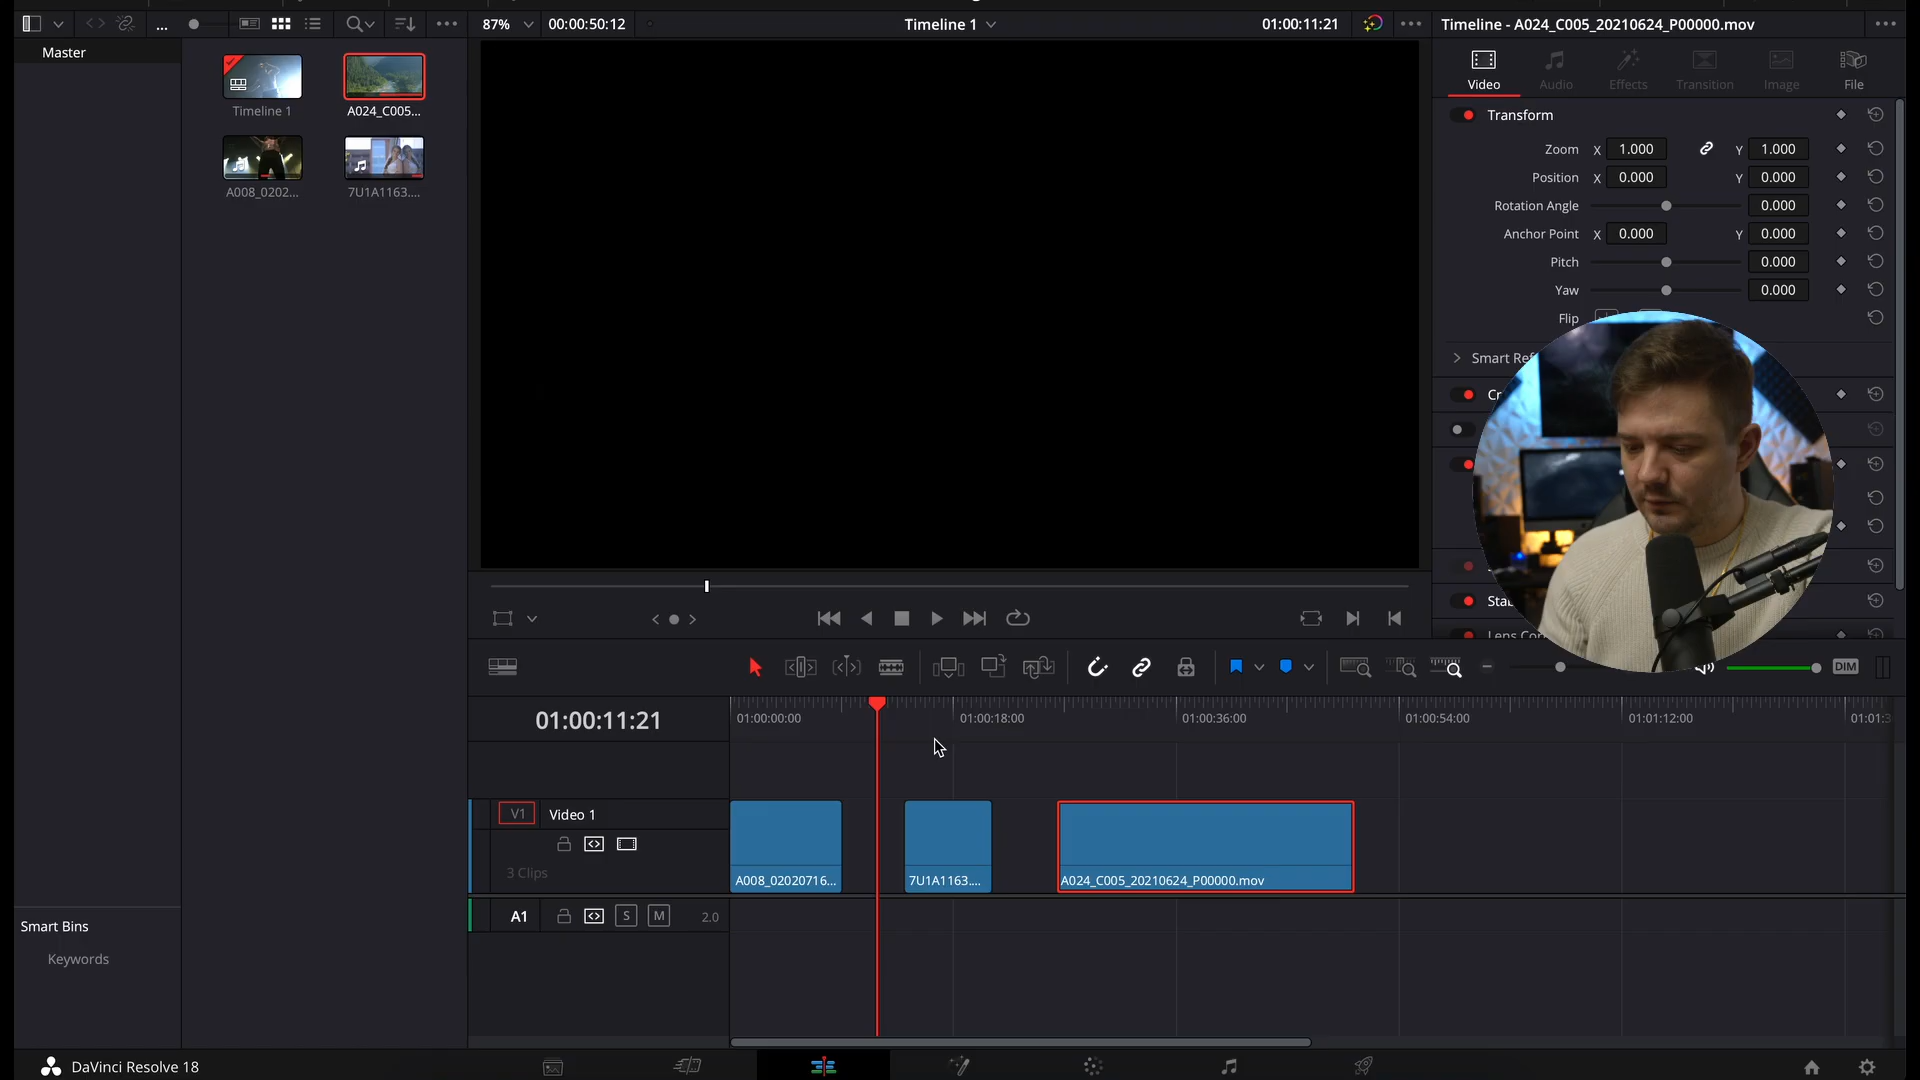 ...
87%
00:00:50:12
Timeline 1
01:00:11:21
Timeline - A024_C005_20210624_P00000.mov
Master
Timeline 1
A024_C005...
A008_0202...
7U1A1163....
Video
Audio
Effects
Transition
Image
File
Transform
Zoom X 1.000 Y 1.000
Position X 0.000 Y 0.000
Rotation Angle 0.000
Anchor Point X 0.000 Y 0.000
Pitch 0.000
Yaw 0.000
Flip
Smart Ref
Cr
Stab
Lens Cor
DIM
01:00:11:21
01:00:00:00
01:00:18:00
01:00:36:00
01:00:54:00
01:01:12:00
01:01:3
V1 Video 1
3 Clips
A008_02020716...
7U1A1163....
A024_C005_20210624_P00000.mov
A1 S M 2.0
Smart Bins
Keywords
DaVinci Resolve 18